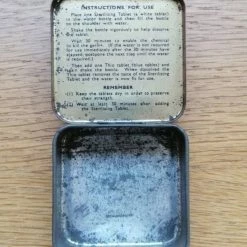 INSTRUCTIONS FOR USE
Place one Sterilizing Tablet (a white tablet)
in the water bottle and then fill the bottle
to the shoulder with water.
Shake the bottle vigorously to help dissolve
the tablet.
Wait 30 minutes to enable the chemical
to kill the germs. (If the water is required
for use immediately after the 30 minutes have
elapsed, postpone the next step until the water
is required.)
Then add one Thio tablet (blue tablet) and
again shake the bottle. When dissolved the
Thio tablet removes the taste of the Sterilizing
Tablet and the water is now fit for use.
REMEMBER
(1) Keep the tablets dry in order to preserve
their strength.
(2) Wait at least 30 minutes after adding
the Sterilizing Tablet.